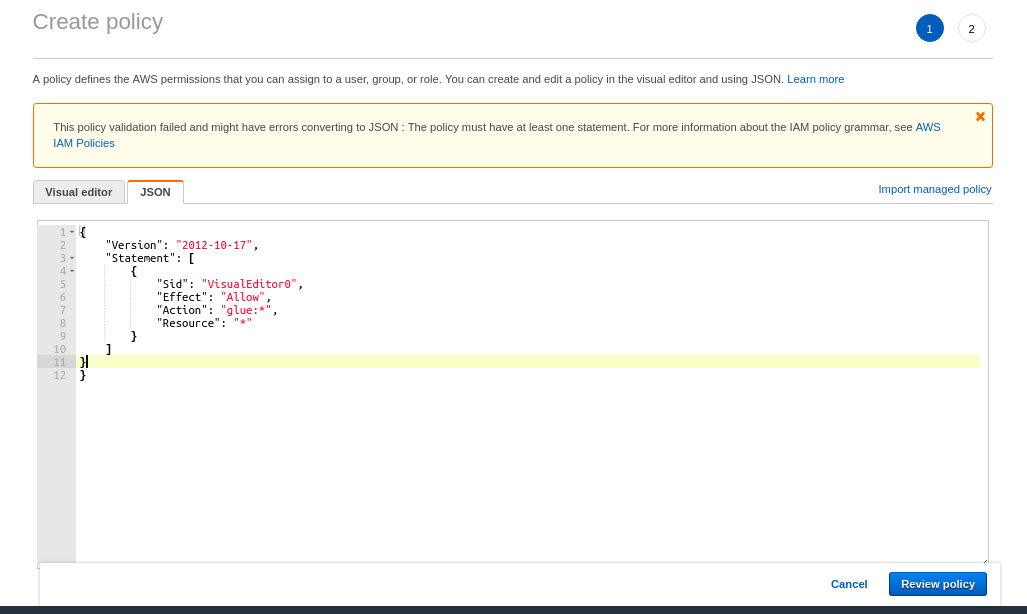 Create policy
1
2
A policy defines the AWS permissions that you can assign to a user, group, or role. You can create and edit a policy in the visual editor and using JSON. Learn more
This policy validation failed and might have errors converting to JSON : The policy must have at least one statement. For more information about the IAM policy grammar, see AWS
IAM Policies
Visual editor
JSON
Import managed policy
1 {
2     "Version": "2012-10-17",
3     "Statement": [
4         {
5             "Sid": "VisualEditor0",
6             "Effect": "Allow",
7             "Action": "glue:*",
8             "Resource": "*"
9         }
10     ]
11 }
12 }
Cancel
Review policy